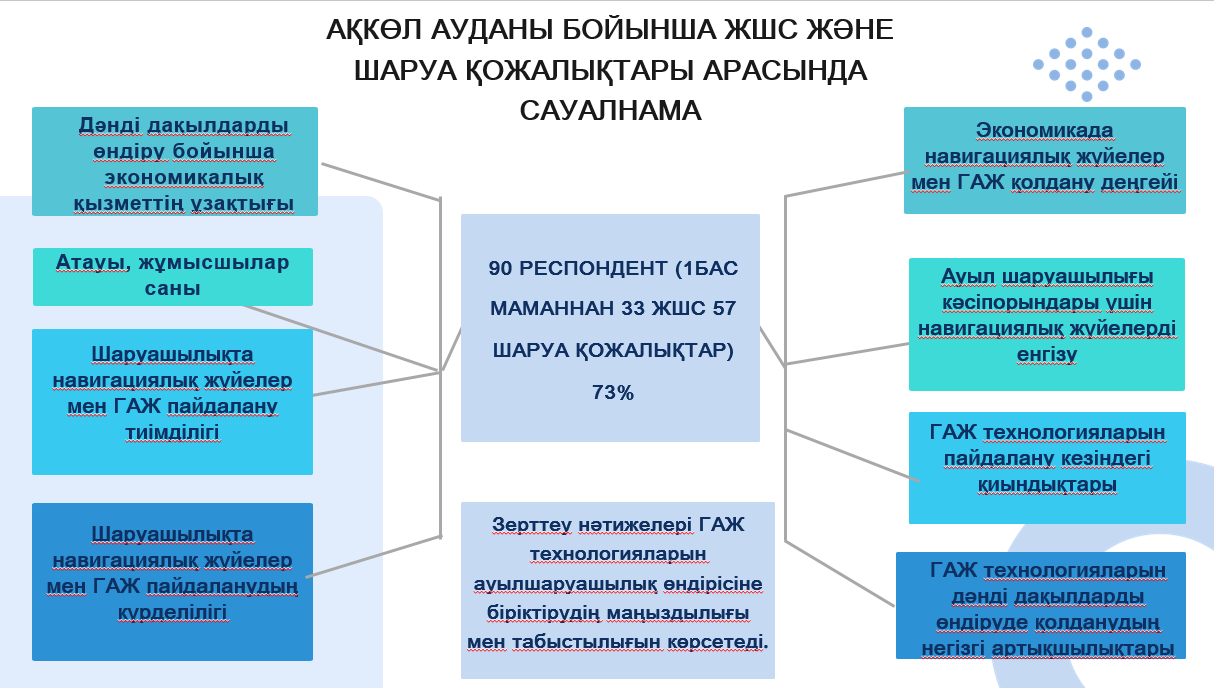 АҚКӨЛ АУДАНЫ БОЙЫНША ЖШС ЖӘНЕ
ШАРУА ҚОЖАЛЫҚТАРЫ АРАСЫНДА
САУАЛНАМА
Дәнді дақылдарды
өндіру бойынша
экономикалық
қызметтің ұзақтығы
Атауы, жұмысшылар
саны
Шаруашылықта
навигациялық жүйелер
мен ГАЖ пайдалану
тиімділігі
Шаруашылықта
навигациялық жүйелер
мен ГАЖ пайдаланудың
күрделілігі
90 РЕСПОНДЕНТ (1БАС
МАМАННАН 33 ЖШС 57
ШАРУА ҚОЖАЛЫҚТАР)
73%
Зерттеу нәтижелері ГАЖ
технологияларын
ауылшаруашылық өндірісіне
біріктірудің маңыздылығы
мен табыстылығын көрсетеді.
Экономикада
навигациялық жүйелер
мен ГАЖ қолдану деңгейі
Ауыл шаруашылығы
кәсіпорындары үшін
навигациялық жүйелерді
енгізу
ГАЖ технологияларын
пайдалану кезіндегі
қиындықтары
ГАЖ технологияларын
дәнді дақылдарды
өндіруде қолданудың
негізгі артықшылықтары